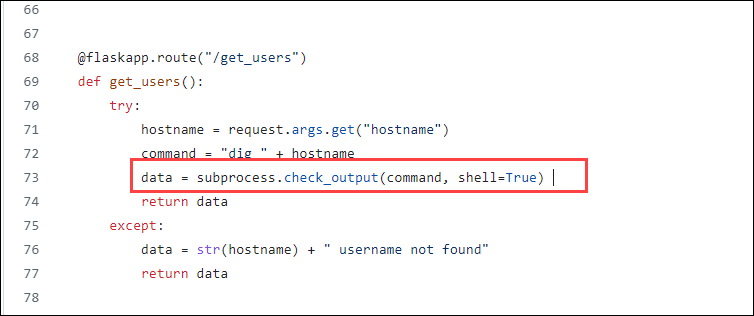 66
67
68 @flaskapp.route("/get_users")
69 def get_users():
70 try:
71 hostname = request.args.get("hostname")
72 command = "dig " + hostname
73 data = subprocess.check_output(command, shell=True)
74 return data
75 except:
76 data = str(hostname) + " username not found"
77 return data
78